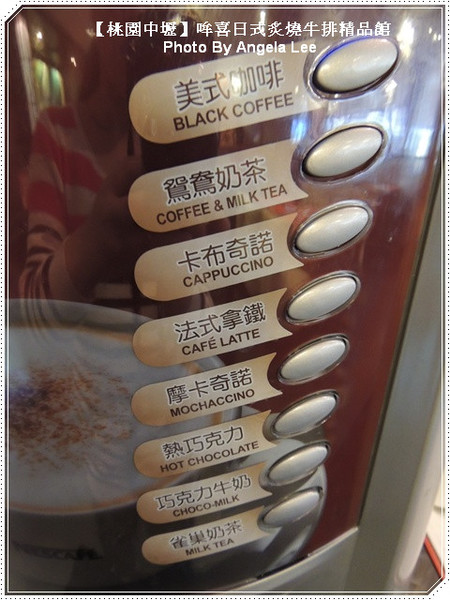 【桃園中壢】哞喜日式炙燒牛排精品館
Photo By Angela Lee
美式咖啡
BLACK COFFEE
鴛鴦奶茶
COFFEE & MILK TEA
卡布奇諾
CAPPUCCINO
法式拿鐵
CAFÉ LATTE
摩卡奇諾
MOCHACCINO
熱巧克力
HOT CHOCOLATE
巧克力牛奶
CHOCO-MILK
雀巢奶茶
MILK TEA